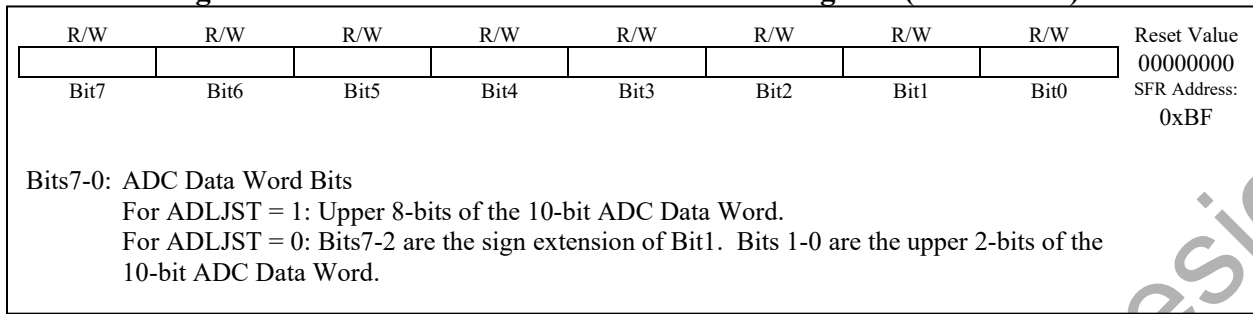 R/W R/W R/W R/W R/W R/W R/W R/W Reset Value
00000000
Bit7 Bit6 Bit5 Bit4 Bit3 Bit2 Bit1 Bit0 SFR Address:
0xBF
Bits7-0: ADC Data Word Bits
For ADLJST = 1: Upper 8-bits of the 10-bit ADC Data Word.
For ADLJST = 0: Bits7-2 are the sign extension of Bit1. Bits 1-0 are the upper 2-bits of the
10-bit ADC Data Word.